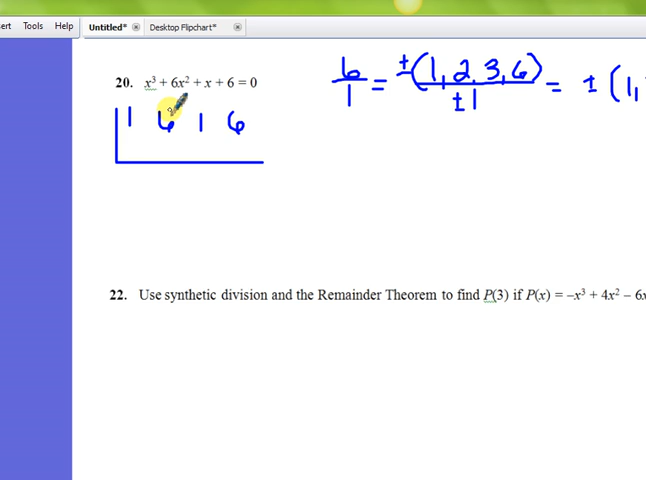 ert Tools Help Untitled* Desktop Flipchart*
20. x³ + 6x² + x + 6 = 0
6/1 = ±(1, 2, 3, 6)/±1 = ± (1,
1 6 1 6
22. Use synthetic division and the Remainder Theorem to find P(3) if P(x) = –x³ + 4x² – 6x